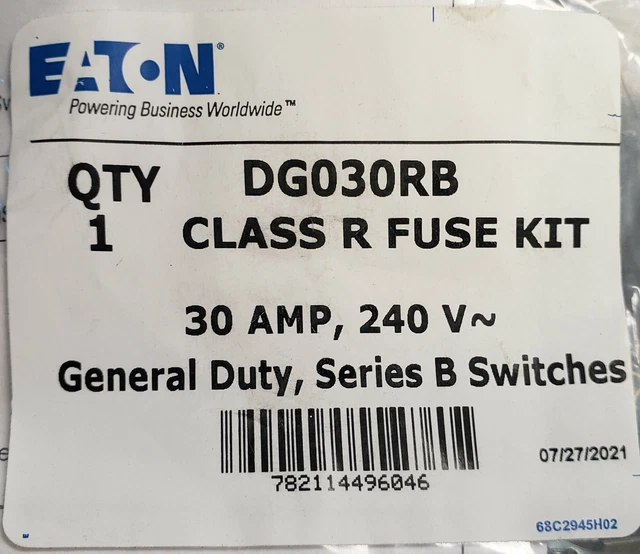 EATON®
Powering Business Worldwide™
QTY DG030RB
1 CLASS R FUSE KIT
30 AMP, 240 V~
General Duty, Series B Switches
782114496046
07/27/2021
68C2945H02